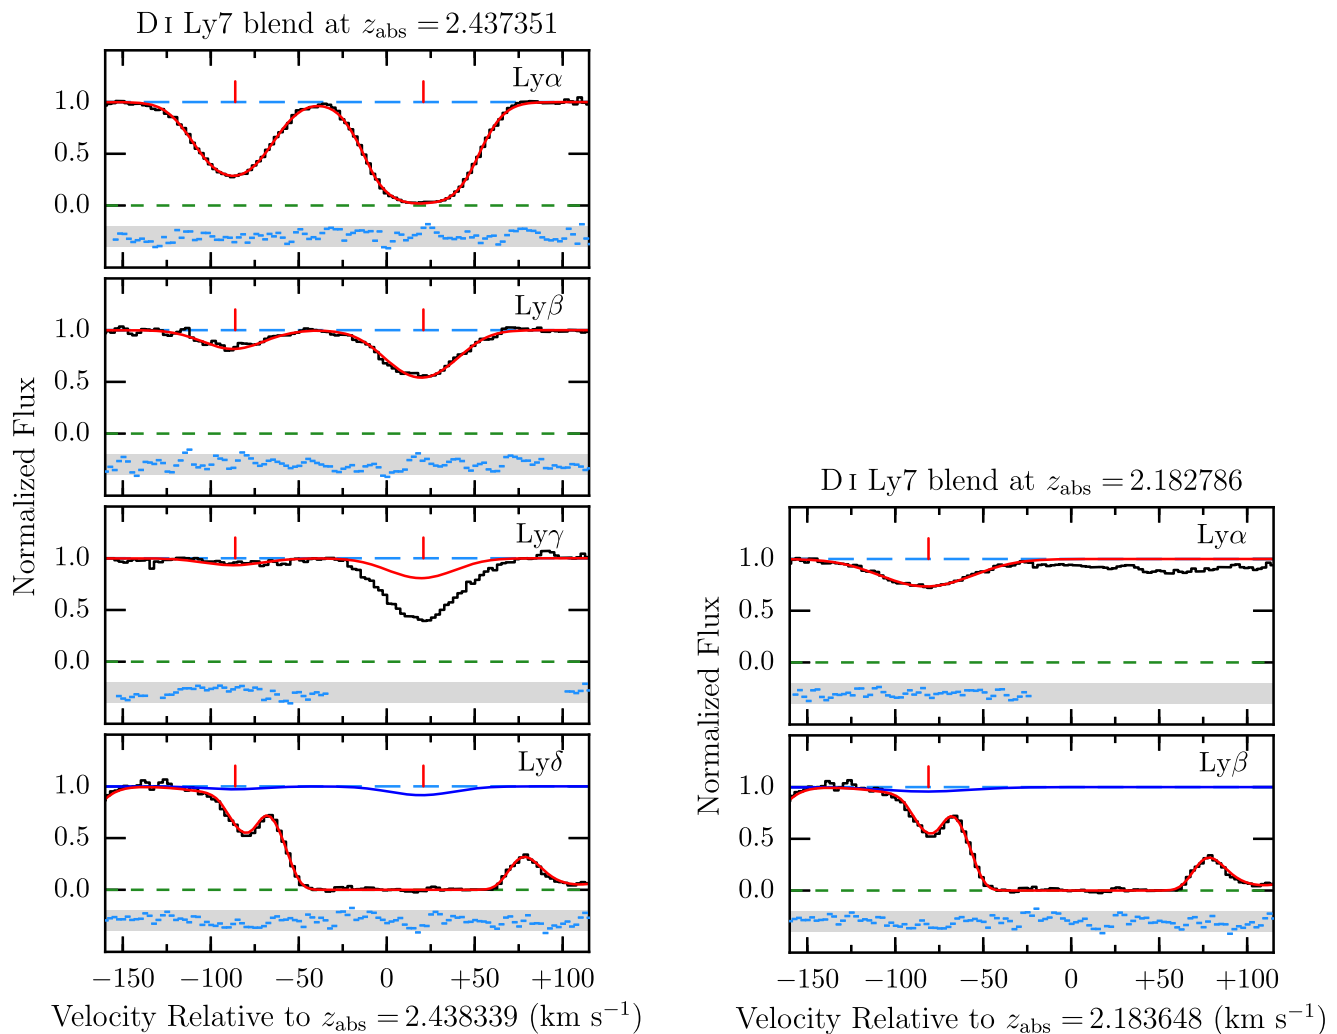 D I Ly7 blend at z_abs = 2.437351
Lyα
1.0
0.5
0.0
Lyβ
1.0
0.5
0.0
Lyγ
1.0
0.5
0.0
Lyδ
1.0
0.5
0.0
Normalized Flux
−150 −100 −50 0 +50 +100
Velocity Relative to z_abs = 2.438339 (km s⁻¹)
D I Ly7 blend at z_abs = 2.182786
Lyα
1.0
0.5
0.0
Lyβ
1.0
0.5
0.0
Normalized Flux
−150 −100 −50 0 +50 +100
Velocity Relative to z_abs = 2.183648 (km s⁻¹)